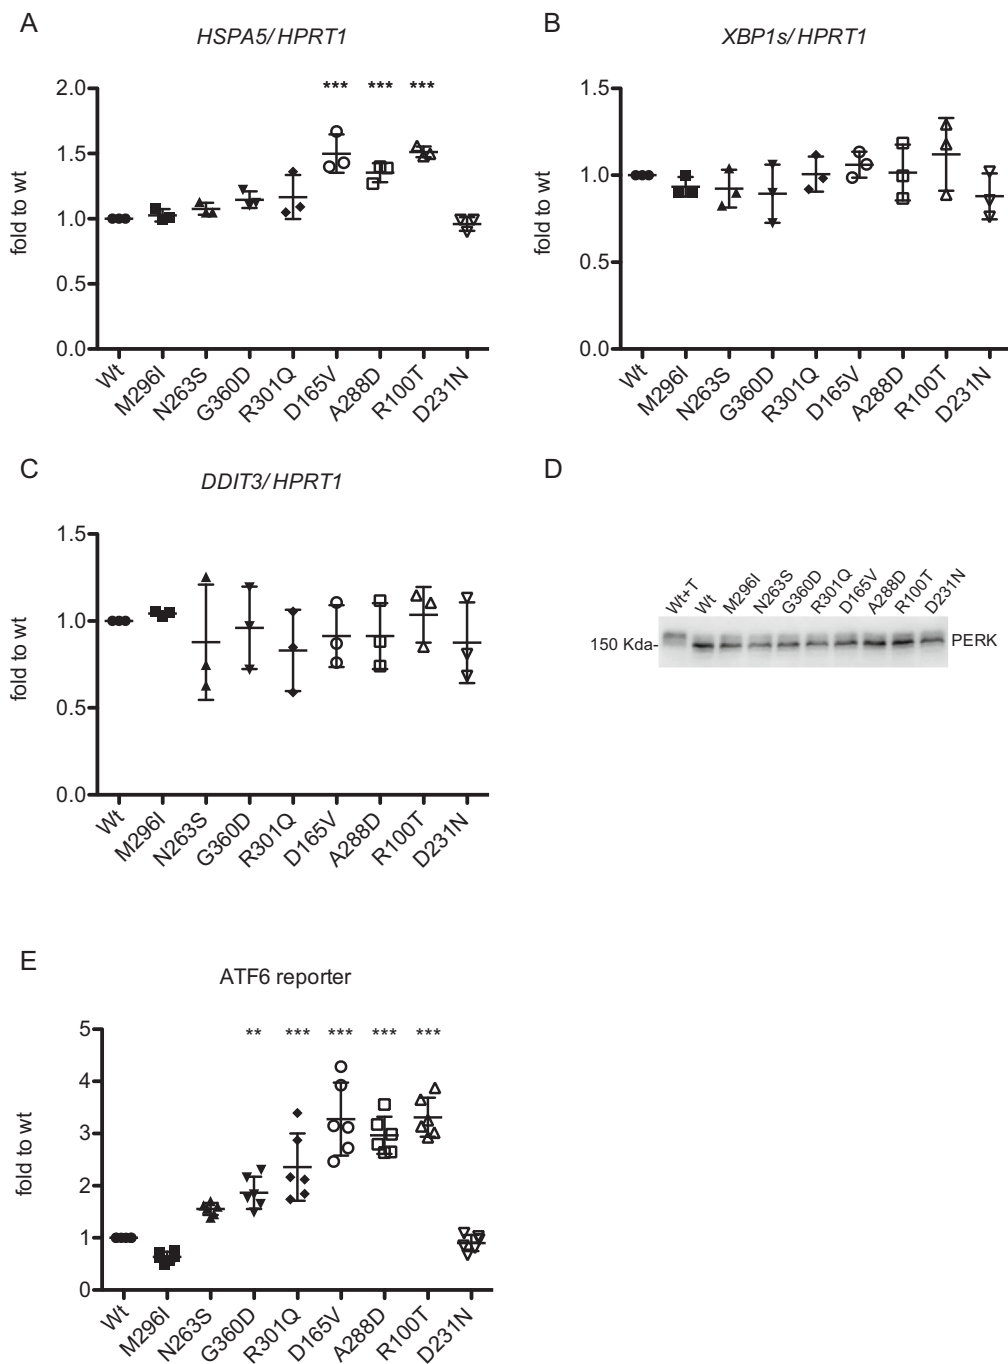 A
HSPA5/HPRT1
fold to wt
2.0
1.5
1.0
0.5
0.0
*** *** ***
Wt M296I N263S G360D R301Q D165V A288D R100T D231N
B
XBP1s/HPRT1
fold to wt
1.5
1.0
0.5
0.0
Wt M296I N263S G360D R301Q D165V A288D R100T D231N
C
DDIT3/HPRT1
fold to wt
1.5
1.0
0.5
0.0
Wt M296I N263S G360D R301Q D165V A288D R100T D231N
D
Wt+T Wt M296I N263S G360D R301Q D165V A288D R100T D231N
150 Kda-
PERK
E
ATF6 reporter
fold to wt
5
4
3
2
1
0
** *** *** *** ***
Wt M296I N263S G360D R301Q D165V A288D R100T D231N